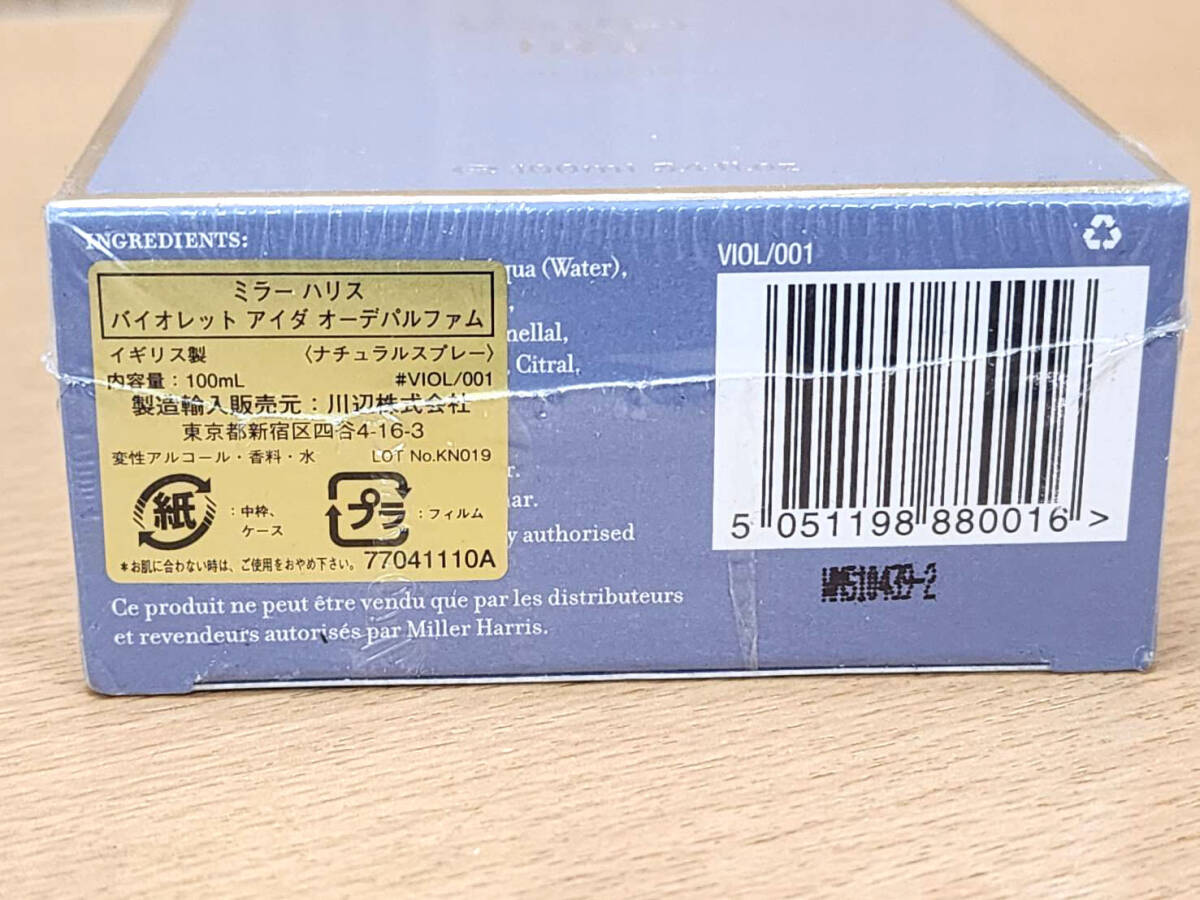 100ml 3.4 fl.oz
INGREDIENTS:
(Water),
Citral,
authorised
Ce produit ne peut être vendu que par les distributeurs
et revendeurs autorisés par Miller Harris.
ミラー ハリス
バイオレット アイダ オーデパルファム
イギリス製 〈ナチュラルスプレー〉
内容量：100mL #VIOL/001
製造輸入販売元：川辺株式会社
東京都新宿区四谷4-16-3
変性アルコール・香料・水 LOT No.KN019
紙 ：中枠、
ケース
プラ ：フィルム
*お肌に合わない時は、ご使用をおやめ下さい。 77041110A
VIOL/001
5 051198 880016 >